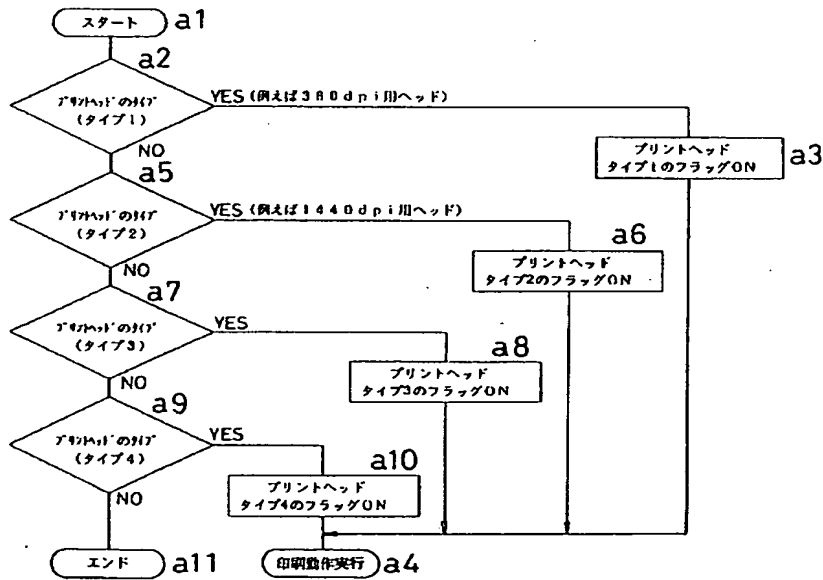 スタート a1
a2
プリントヘッドのタイプ
(タイプ1)
YES (例えば360dpi用ヘッド)
NO
プリントヘッド
タイプ1のフラッグON
a3
a5
プリントヘッドのタイプ
(タイプ2)
YES (例えば1440dpi用ヘッド)
NO
a6
プリントヘッド
タイプ2のフラッグON
a7
プリントヘッドのタイプ
(タイプ3)
YES
NO
a8
プリントヘッド
タイプ3のフラッグON
a9
プリントヘッドのタイプ
(タイプ4)
YES
NO
a10
プリントヘッド
タイプ4のフラッグON
エンド a11
印刷動作実行 a4